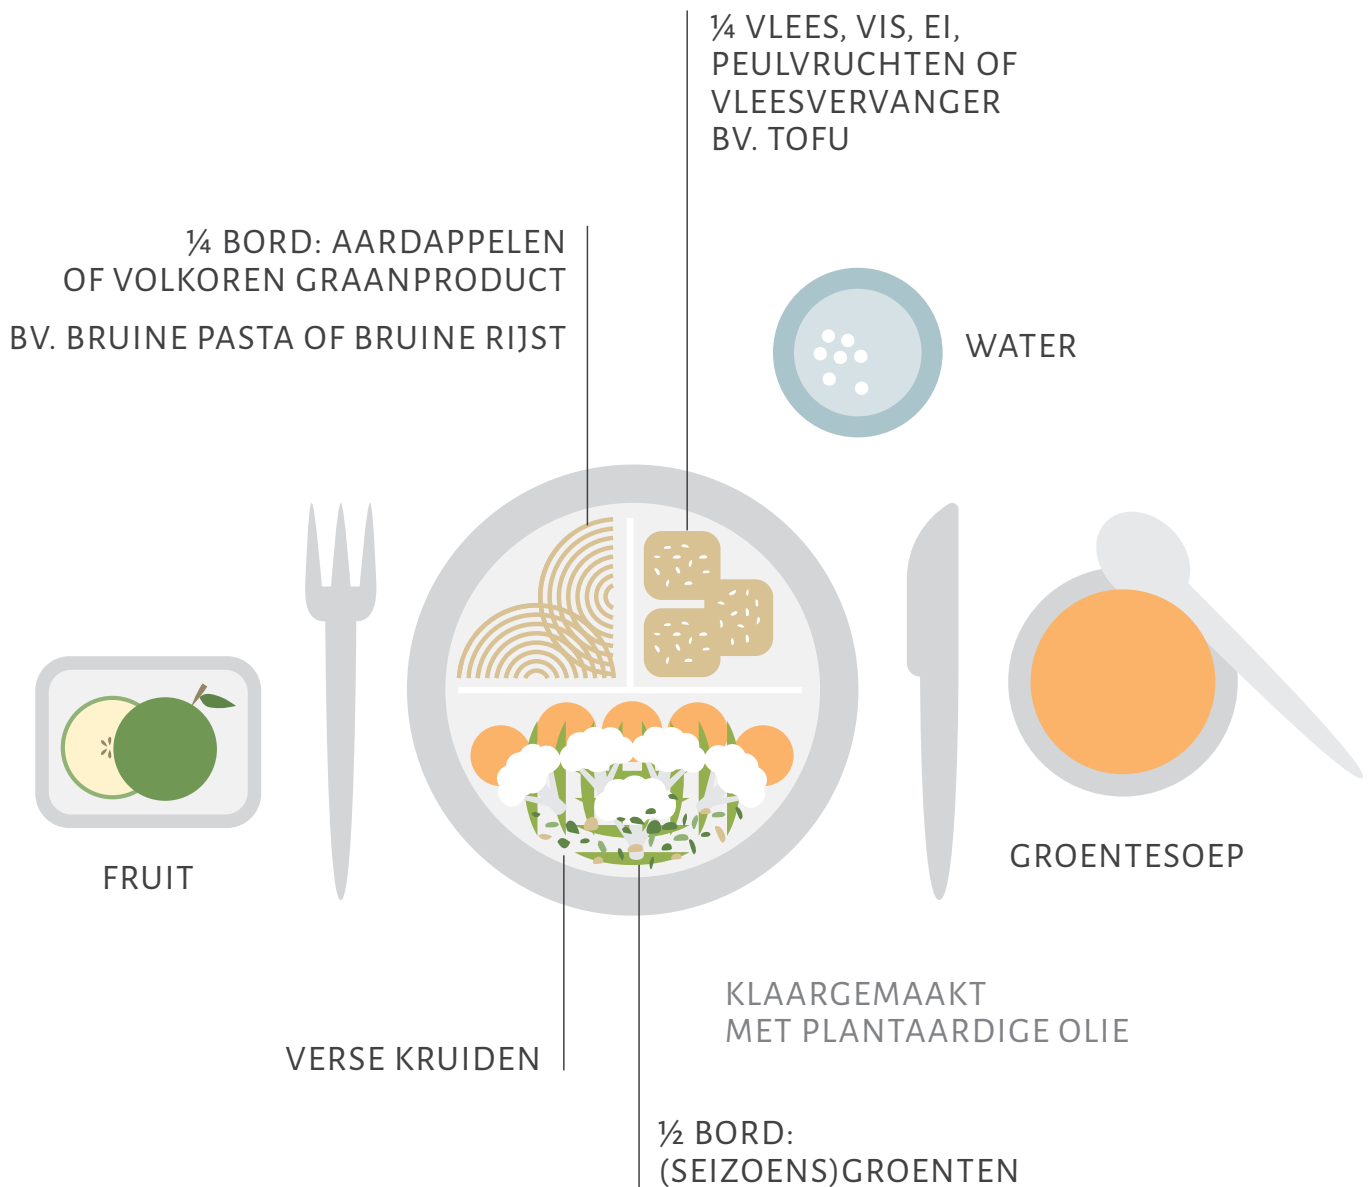 ¼ VLEES, VIS, EI,
PEULVRUCHTEN OF
VLEESVERVANGER
BV. TOFU
¼ BORD: AARDAPPELEN
OF VOLKOREN GRAANPRODUCT
BV. BRUINE PASTA OF BRUINE RIJST
WATER
FRUIT
GROENTESOEP
KLAARGEMAAKT
MET PLANTAARDIGE OLIE
VERSE KRUIDEN
½ BORD:
(SEIZOENS)GROENTEN